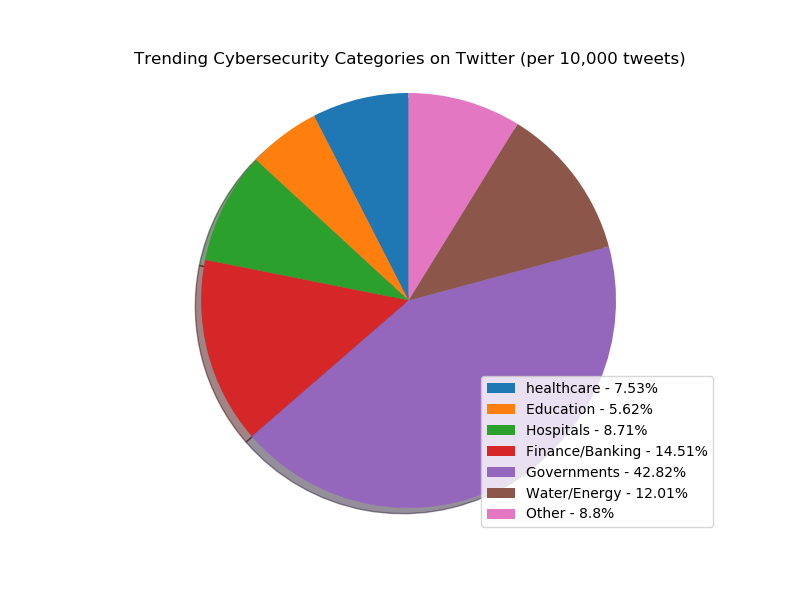 Trending Cybersecurity Categories on Twitter (per 10,000 tweets)
healthcare - 7.53%
Education - 5.62%
Hospitals - 8.71%
Finance/Banking - 14.51%
Governments - 42.82%
Water/Energy - 12.01%
Other - 8.8%